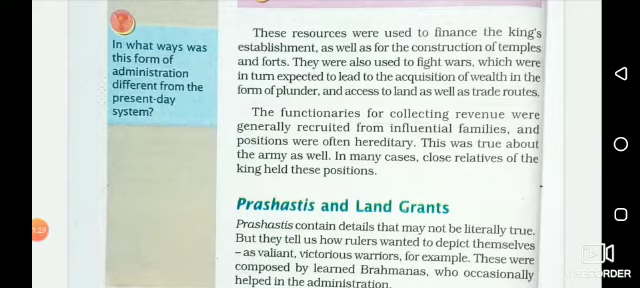 In what ways was
this form of
administration
different from the
present-day
system?
These resources were used to finance the king's
establishment, as well as for the construction of temples
and forts. They were also used to fight wars, which were
in turn expected to lead to the acquisition of wealth in the
form of plunder, and access to land as well as trade routes.
The functionaries for collecting revenue were
generally recruited from influential families, and
positions were often hereditary. This was true about
the army as well. In many cases, close relatives of the
king held these positions.
Prashastis and Land Grants
Prashastis contain details that may not be literally true.
But they tell us how rulers wanted to depict themselves
– as valiant, victorious warriors, for example. These were
composed by learned Brahmanas, who occasionally
helped in the administration.
1:29
RECORDER